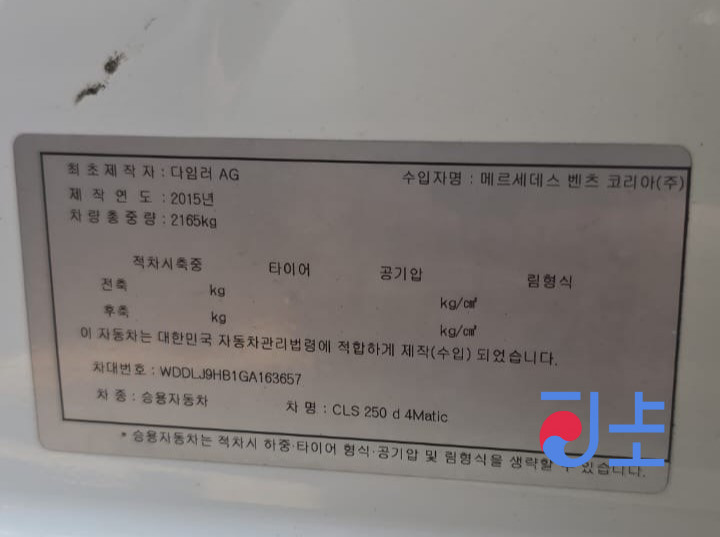 최초제작자 : 다임러 AG 수입자명 : 메르세데스 벤츠 코리아(주)
제 작 연 도 : 2015년
차량총중량 : 2165kg
적차시축중 타이어 공기압 림형식
전축 kg kg/㎠
후축 kg kg/㎠
이 자동차는 대한민국 자동차관리법령에 적합하게 제작(수입) 되었습니다.
차대번호 : WDDLJ9HB1GA163657
차 종 : 승용자동차 차 명 : CLS 250 d 4Matic
* 승용자동차는 적차시 하중·타이어 형식·공기압 및 림형식을 생략할 수 있습니다.